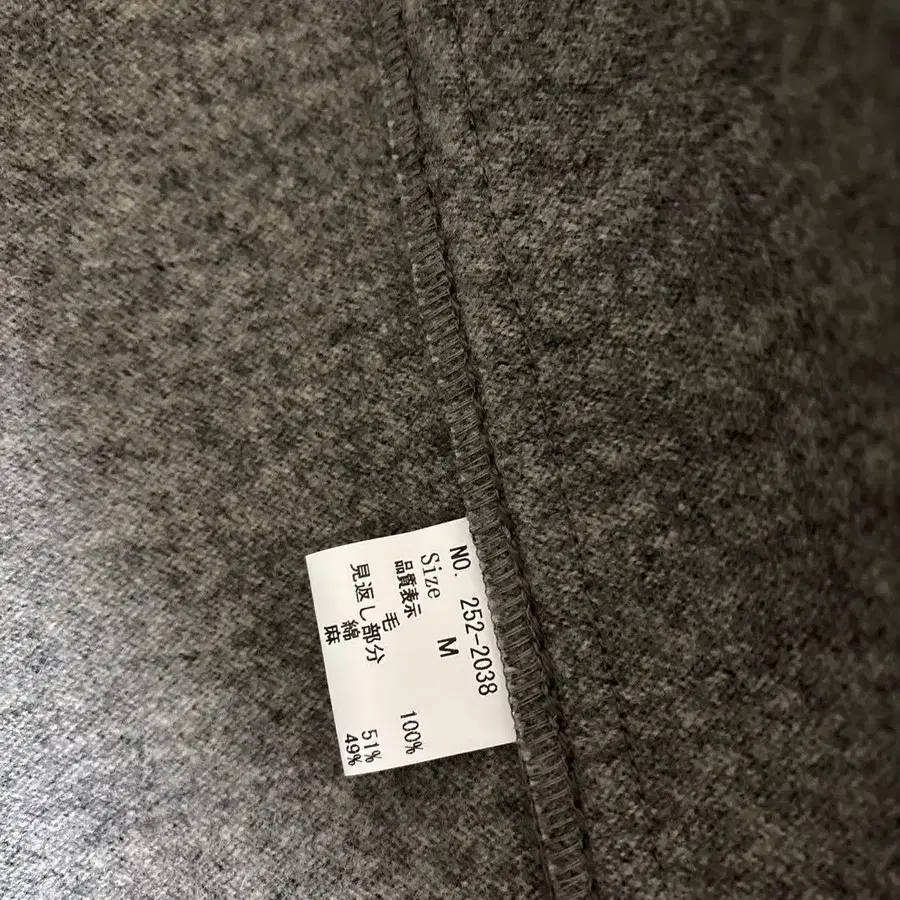 NO. 252-2038
Size M
品質表示
毛 100%
見返し部分
綿 51%
麻 49%